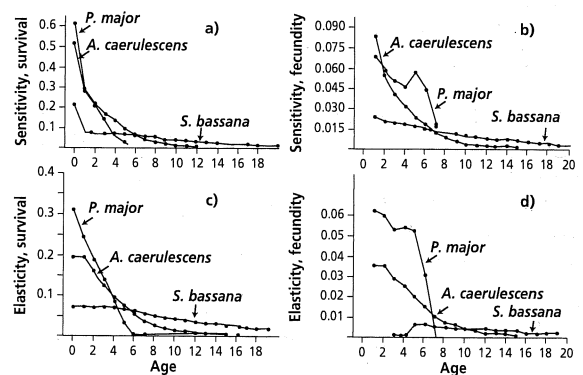 a)
Sensitivity, survival
0.6
0.5
0.4
0.3
0.2
0.1
P. major
A. caerulescens
S. bassana
0 2 4 6 8 10 12 14 16 18
b)
Sensitivity, fecundity
0.090
0.075
0.060
0.045
0.030
0.015
A. caerulescens
P. major
S. bassana
0 2 4 6 8 10 12 14 16 18 20
c)
Elasticity, survival
0.4
0.3
0.2
0.1
P. major
A. caerulescens
S. bassana
0 2 4 6 8 10 12 14 16 18
Age
d)
Elasticity, fecundity
0.06
0.05
0.04
0.03
0.02
0.01
P. major
A. caerulescens
S. bassana
0 2 4 6 8 10 12 14 16 18 20
Age